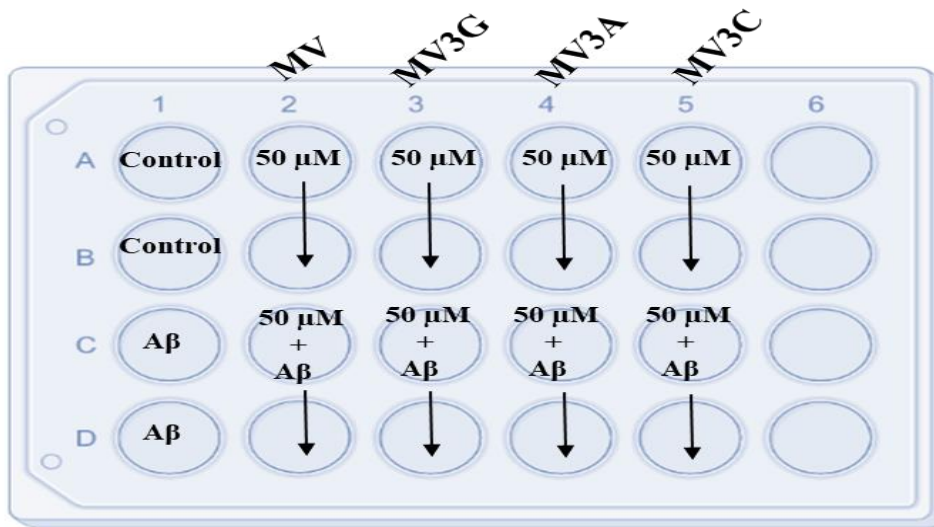 MV MV3G MV3A MV3C
1 2 3 4 5 6
A Control 50 μM 50 μM 50 μM 50 μM
B Control
50 μM 50 μM 50 μM 50 μM
C Aβ + + + +
Aβ Aβ Aβ Aβ
D Aβ